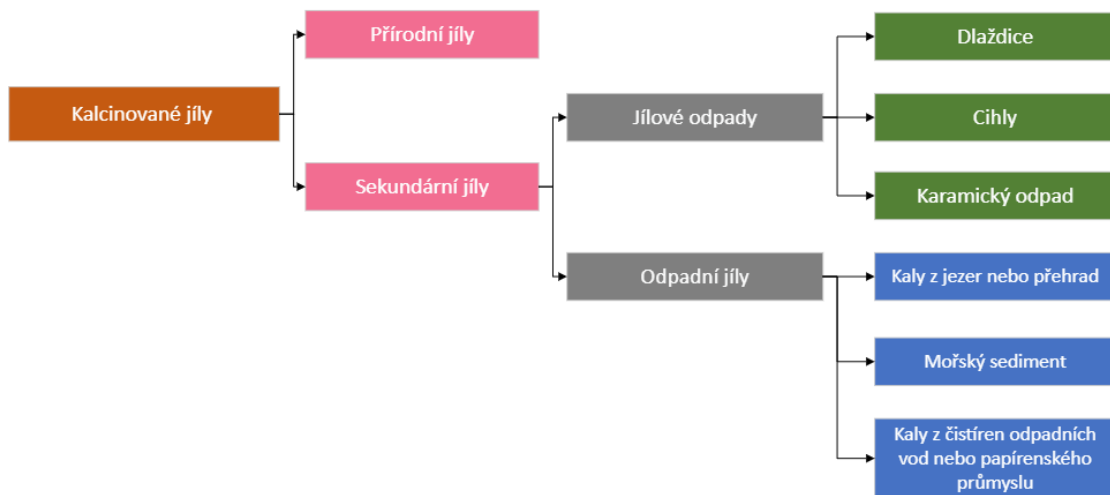 Kalcinované jíly
Přírodní jíly
Sekundární jíly
Jílové odpady
Odpadní jíly
Dlaždice
Cihly
Karamický odpad
Kaly z jezer nebo přehrad
Mořský sediment
Kaly z čistíren odpadních
vod nebo papírenského
průmyslu